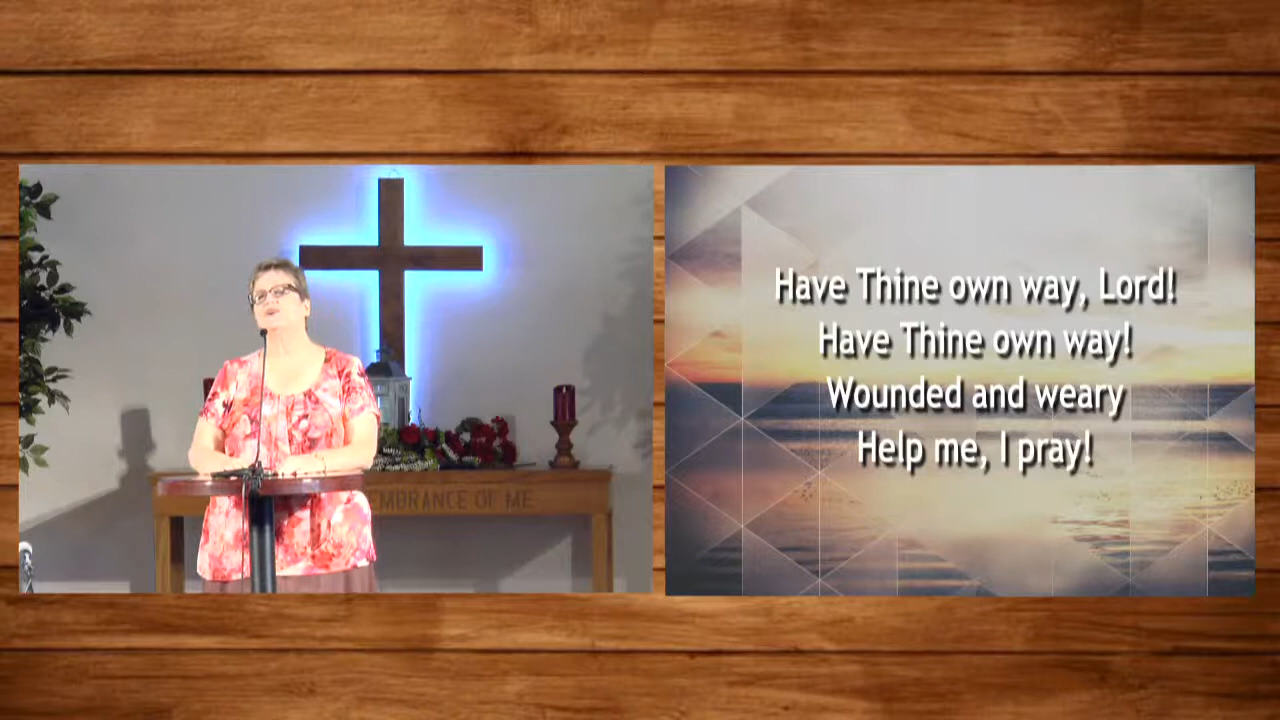 MBRANCE OF ME
Have Thine own way, Lord!
Have Thine own way!
Wounded and weary
Help me, I pray!